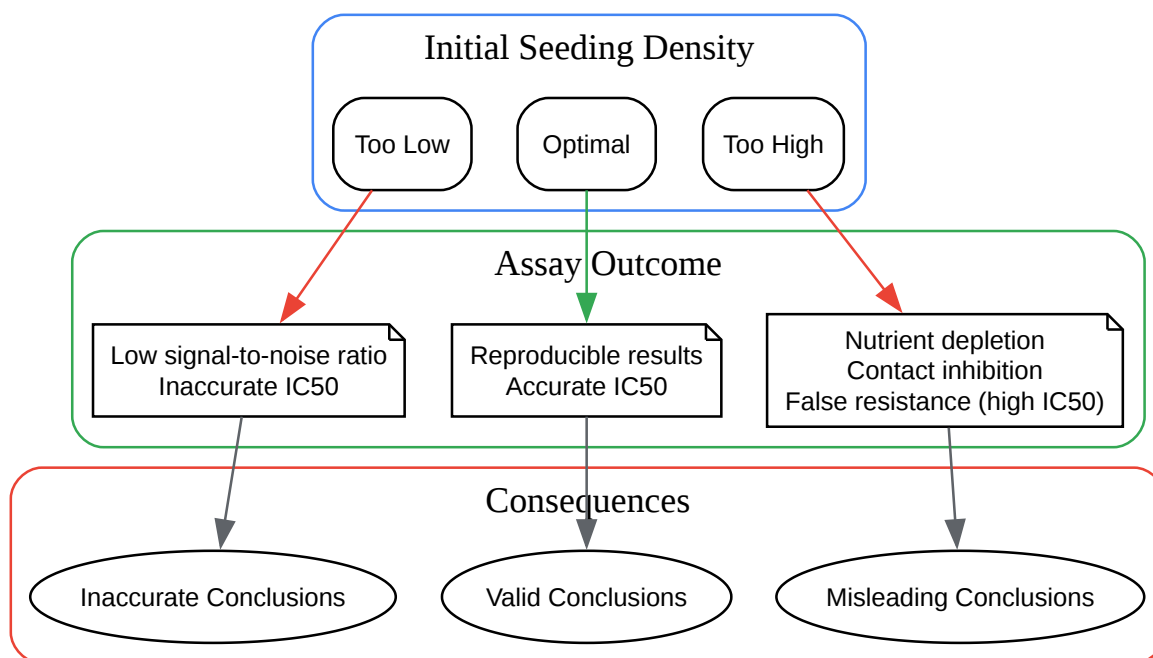 Initial Seeding Density
Too Low
Optimal
Too High
Assay Outcome
Low signal-to-noise ratio
Inaccurate IC50
Reproducible results
Accurate IC50
Nutrient depletion
Contact inhibition
False resistance (high IC50)
Consequences
Inaccurate Conclusions
Valid Conclusions
Misleading Conclusions